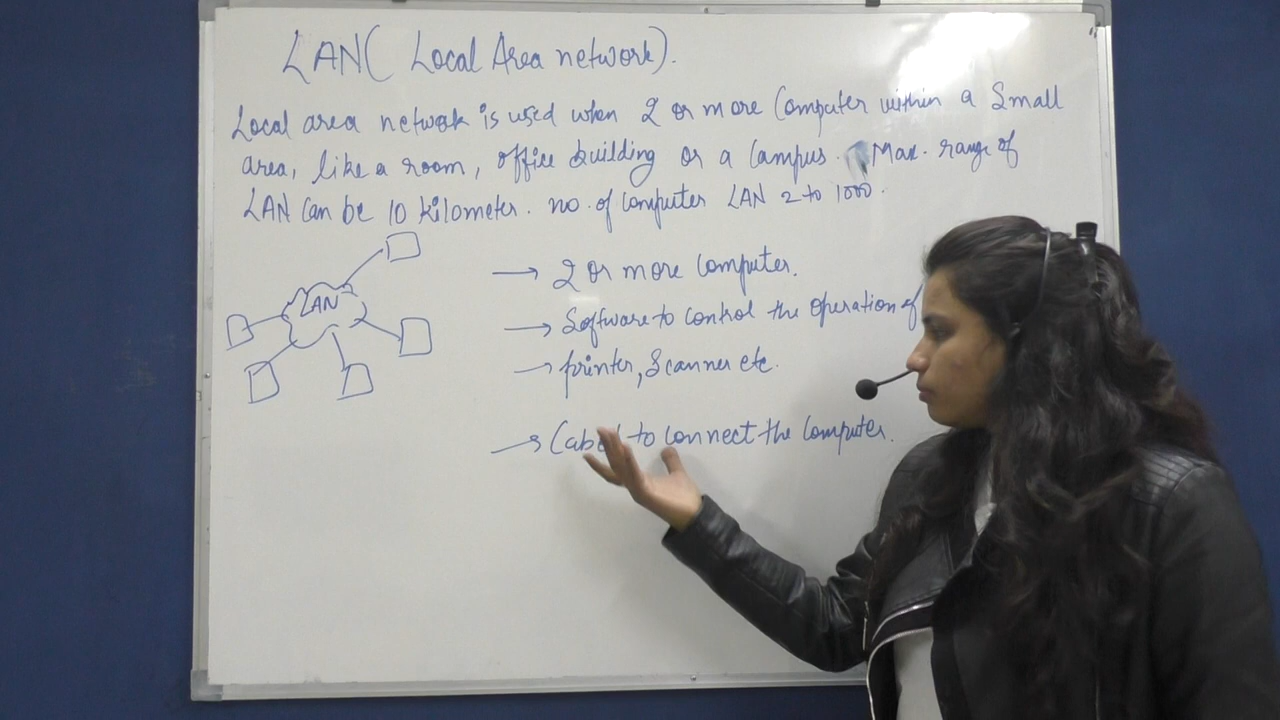 LAN( Local Area network).
Local area network is used when 2 or more Computer within a Small
area, like a room, office building or a Campus. Max. range of
LAN Can be 10 kilometer. no. of Computer LAN 2 to 1000.
LAN
→ 2 or more Computer.
→ Software to control the operation of
→ printer, Scanner etc.
→ to connect the Computer.